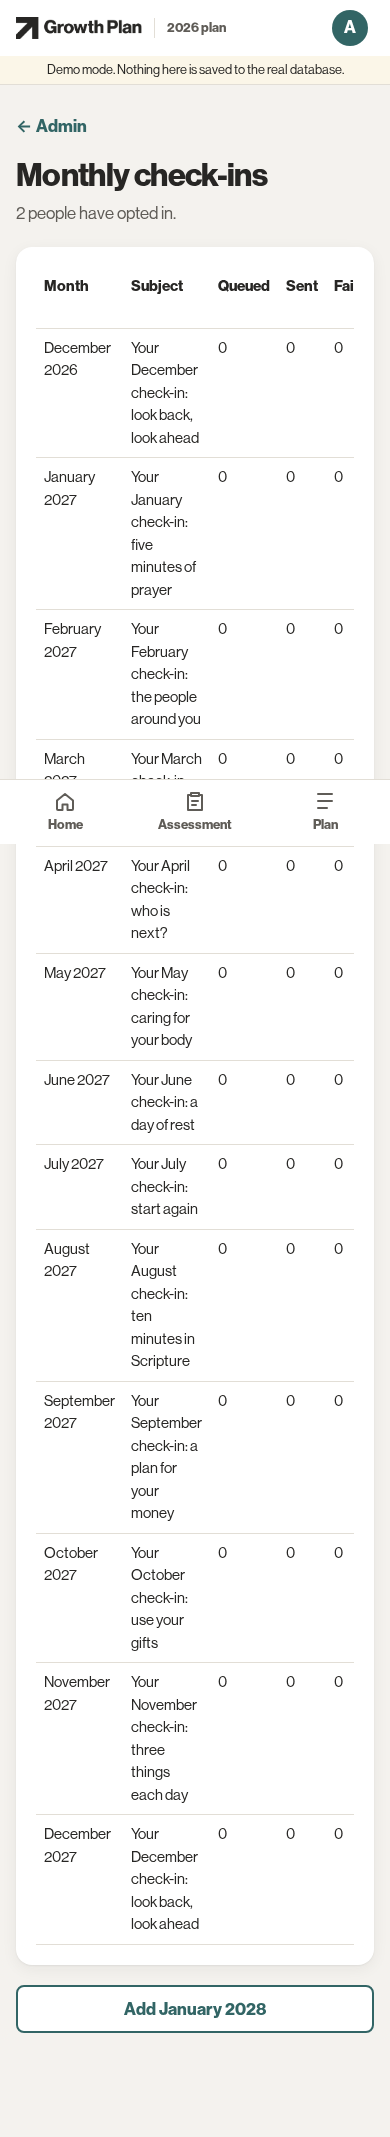 Growth Plan
2026 plan
A
Demo mode. Nothing here is saved to the real database.
← Admin
Monthly check-ins
2 people have opted in.
Month Subject Queued Sent Fai
December 2026 Your December check-in: look back, look ahead 0 0 0
January 2027 Your January check-in: five minutes of prayer 0 0 0
February 2027 Your February check-in: the people around you 0 0 0
March Your March 0 0 0
Home Assessment Plan
April 2027 Your April check-in: who is next? 0 0 0
May 2027 Your May check-in: caring for your body 0 0 0
June 2027 Your June check-in: a day of rest 0 0 0
July 2027 Your July check-in: start again 0 0 0
August 2027 Your August check-in: ten minutes in Scripture 0 0 0
September 2027 Your September check-in: a plan for your money 0 0 0
October 2027 Your October check-in: use your gifts 0 0 0
November 2027 Your November check-in: three things each day 0 0 0
December 2027 Your December check-in: look back, look ahead 0 0 0
Add January 2028